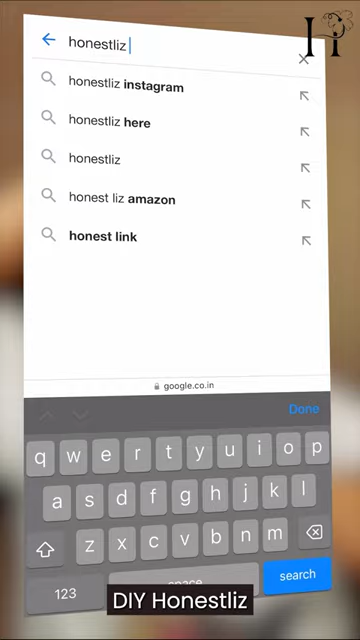 honestliz
honestliz instagram
honestliz here
honestliz
honest liz amazon
honest link
google.co.in
Done
q w e r t y u i o p
a s d f g h j k l
z x c v b n m
123 space search
DIY Honestliz